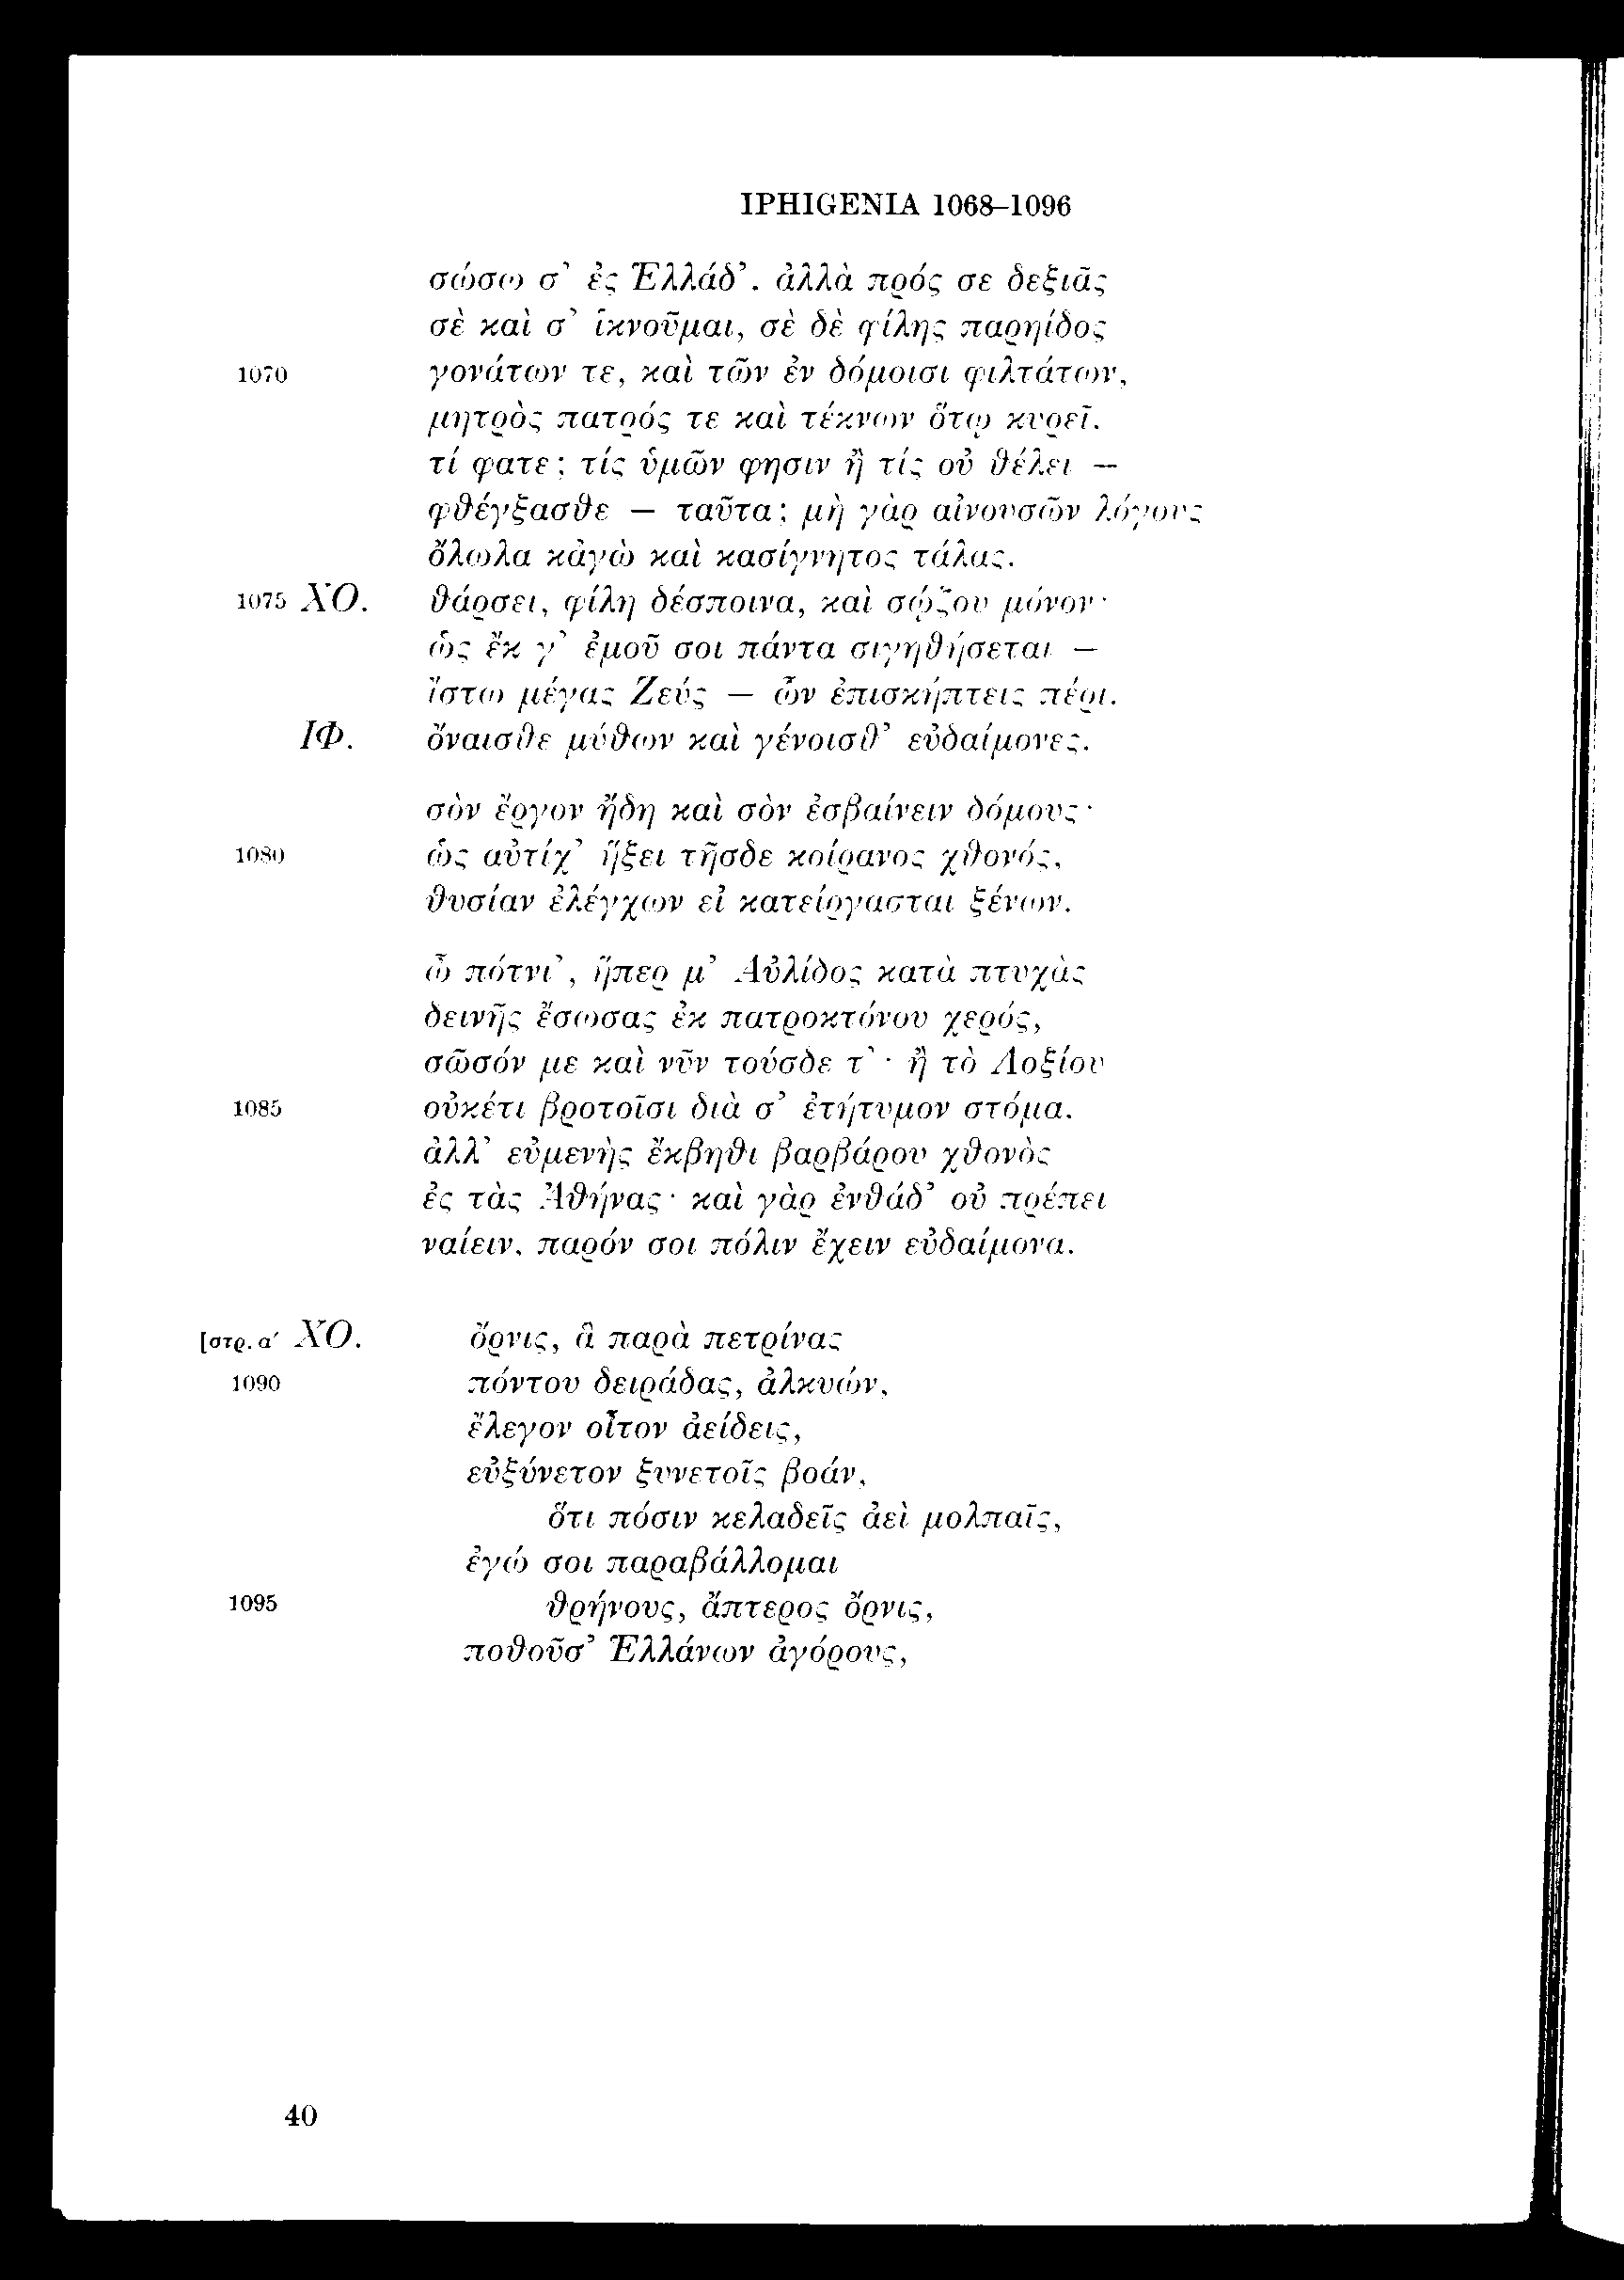 IPHIGENIA 1068–1096
σώσω σ᾽ ἐς Ἑλλάδ᾽. ἀλλὰ πρός σε δεξιᾶς
σὲ καὶ σ᾽ ἱκνοῦμαι, σὲ δὲ φίλης παρηίδος
1070 γονάτων τε, καὶ τῶν ἐν δόμοισι φιλτάτων,
μητρὸς πατρός τε καὶ τέκνων ὅτῳ κυρεῖ.
τί φατε; τίς ὑμῶν φησιν ἢ τίς οὐ θέλει —
φθέγξασθε — ταῦτα; μὴ γὰρ αἰνουσῶν λόγους
ὄλωλα κἀγὼ καὶ κασίγνητος τάλας.
1075 ΧΟ. θάρσει, φίλη δέσποινα, καὶ σῴζου μόνον·
ὡς ἔκ γ᾽ ἐμοῦ σοι πάντα σιγηθήσεται —
ἴστω μέγας Ζεύς — ὧν ἐπισκήπτεις πέρι.
ΙΦ. ὄναισθε μύθων καὶ γένοισθ᾽ εὐδαίμονες.
σὸν ἔργον ἤδη καὶ σὸν ἐσβαίνειν δόμους·
1080 ὡς αὐτίχ᾽ ἥξει τῆσδε κοίρανος χθονός,
θυσίαν ἐλέγχων εἰ κατείργασται ξένων.
ὦ πότνι᾽, ἥπερ μ᾽ Αὐλίδος κατὰ πτυχὰς
δεινῆς ἔσωσας ἐκ πατροκτόνου χερός,
σῶσόν με καὶ νῦν τούσδε τ᾽· ἢ τὸ Λοξίου
1085 οὐκέτι βροτοῖσι διὰ σ᾽ ἐτήτυμον στόμα.
ἀλλ᾽ εὐμενὴς ἔκβηθι βαρβάρου χθονὸς
ἐς τὰς Ἀθήνας· καὶ γὰρ ἐνθάδ᾽ οὐ πρέπει
ναίειν, παρόν σοι πόλιν ἔχειν εὐδαίμονα.
[στρ. α′ ΧΟ. ὄρνις, ἃ παρὰ πετρίνας
1090 πόντου δειράδας, ἀλκυών,
ἔλεγον οἶτον ἀείδεις,
εὐξύνετον ξυνετοῖς βοάν,
ὅτι πόσιν κελαδεῖς ἀεὶ μολπαῖς,
ἐγώ σοι παραβάλλομαι
1095 θρήνους, ἄπτερος ὄρνις,
ποθοῦσ᾽ Ἑλλάνων ἀγόρους,
40